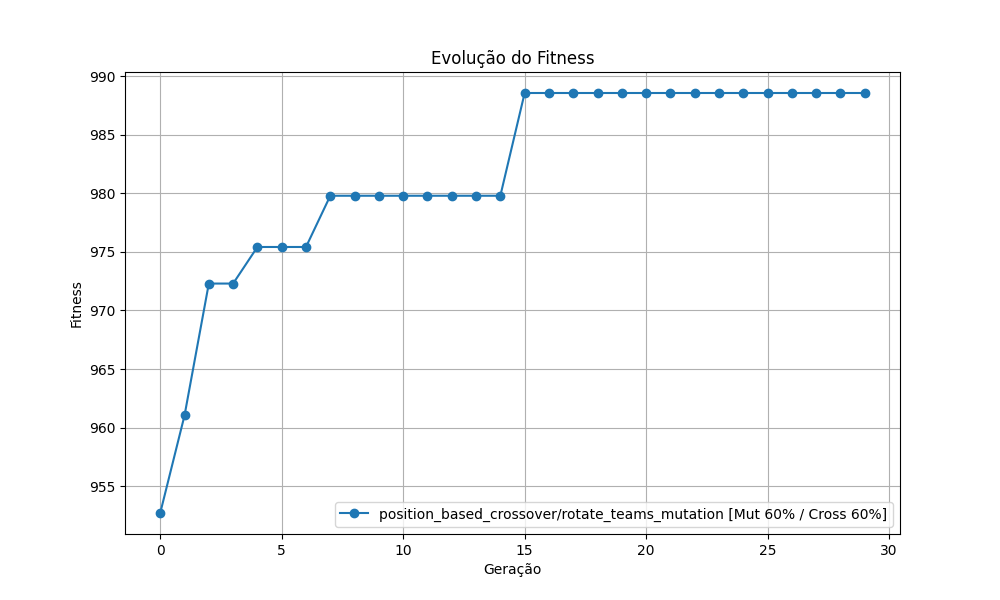 Evolução do Fitness
Fitness
990
985
980
975
970
965
960
955
position_based_crossover/rotate_teams_mutation [Mut 60% / Cross 60%]
0 5 10 15 20 25 30
Geração